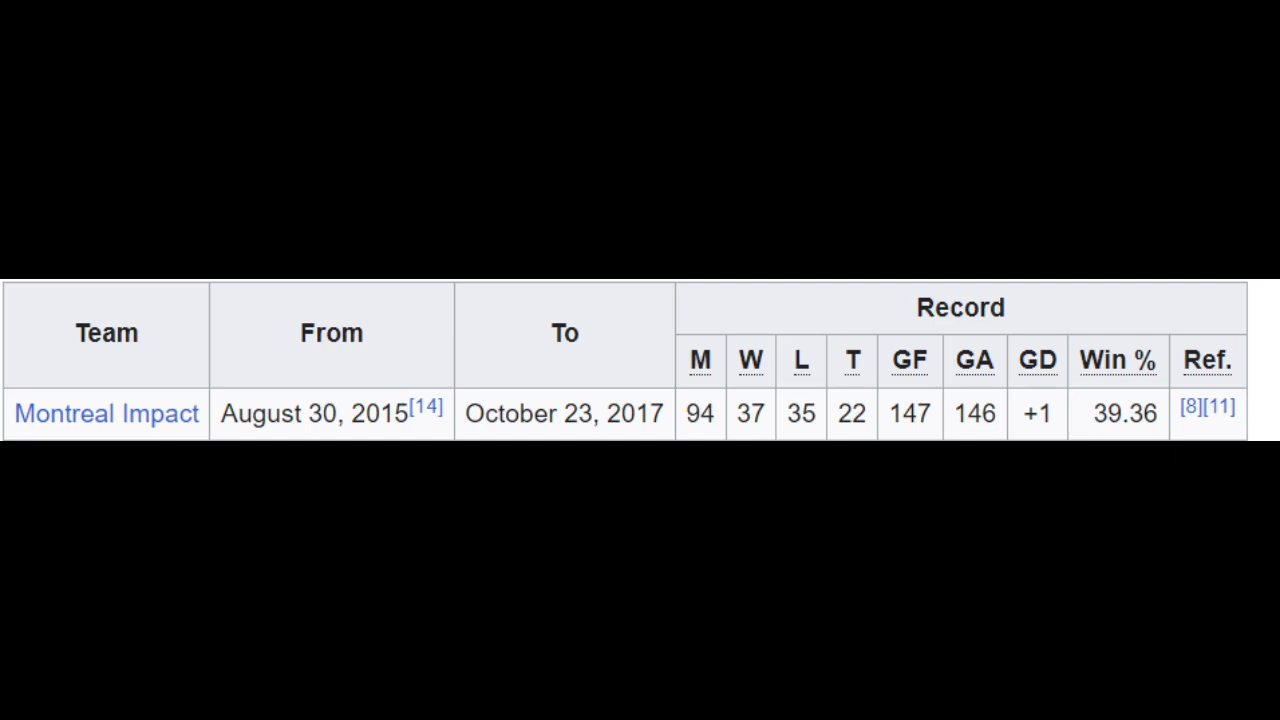 Team From To Record
M W L T GF GA GD Win % Ref.
Montreal Impact August 30, 2015[14] October 23, 2017 94 37 35 22 147 146 +1 39.36 [8][11]